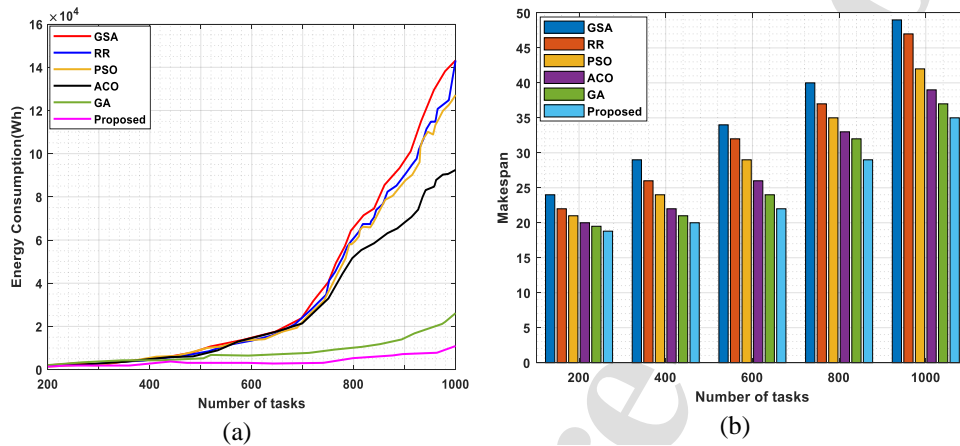 16 ×10⁴
14
12
10
8
6
4
2
0
Energy Consumption(Wh)
GSA
RR
PSO
ACO
GA
Proposed
200 400 600 800 1000
Number of tasks
(a)
50
45
40
35
30
25
20
15
10
5
0
Makespan
GSA
RR
PSO
ACO
GA
Proposed
200 400 600 800 1000
Number of tasks
(b)